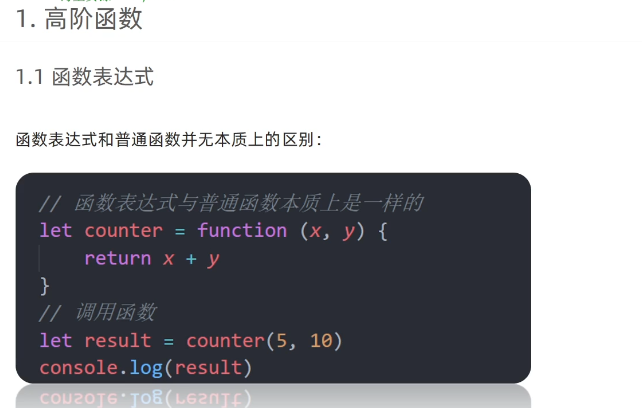 1. 高阶函数
1.1 函数表达式
函数表达式和普通函数并无本质上的区别：
// 函数表达式与普通函数本质上是一样的
let counter = function (x, y) {
    return x + y
}
// 调用函数
let result = counter(5, 10)
console.log(result)